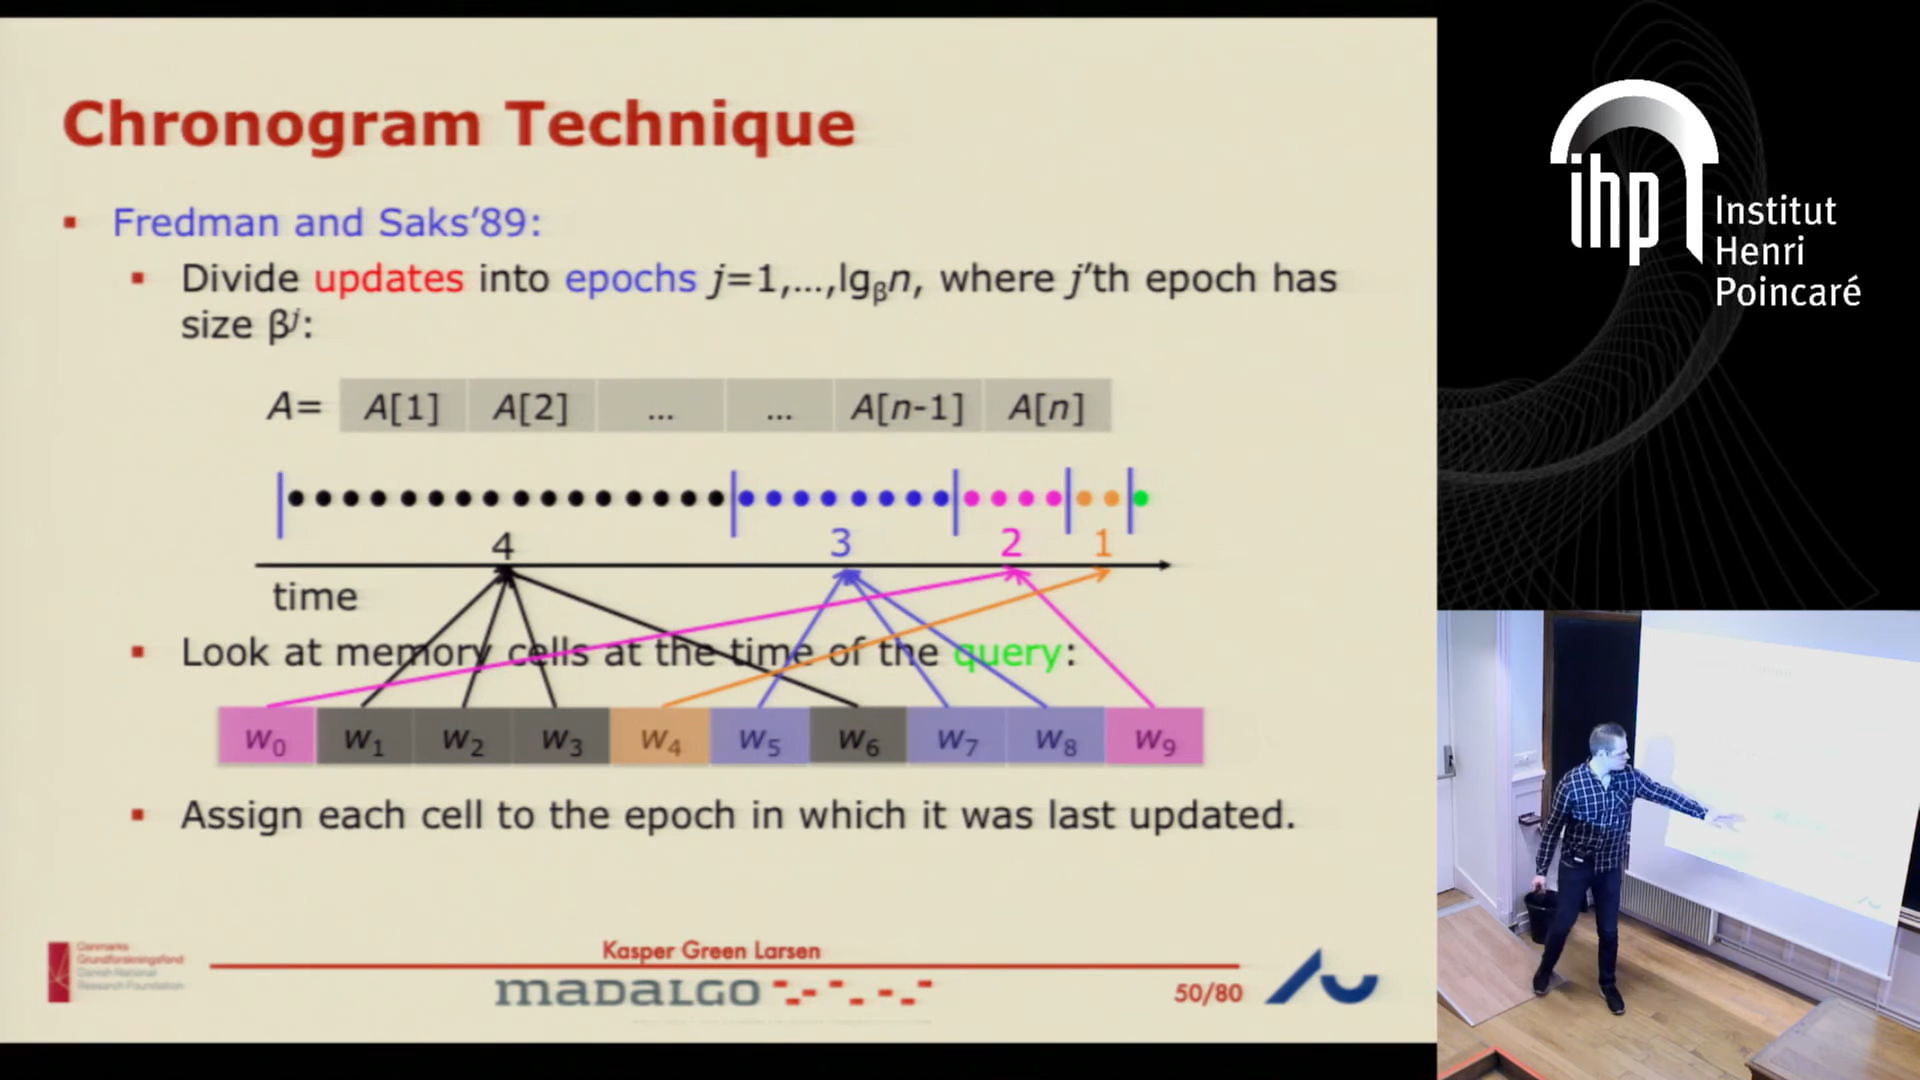 Chronogram Technique
Fredman and Saks’89:
Divide updates into epochs j=1,...,lgβn, where j’th epoch has
size βʲ:
A= A[1] A[2] ... ... A[n-1] A[n]
4 3 2 1
time
Look at memory cells at the time of the query:
w₀ w₁ w₂ w₃ w₄ w₅ w₆ w₇ w₈ w₉
Assign each cell to the epoch in which it was last updated.
Danmarks
Grundforskningsfond
Danish National
Research Foundation
Kasper Green Larsen
MADALGO
50/80
ihp
Institut
Henri
Poincaré